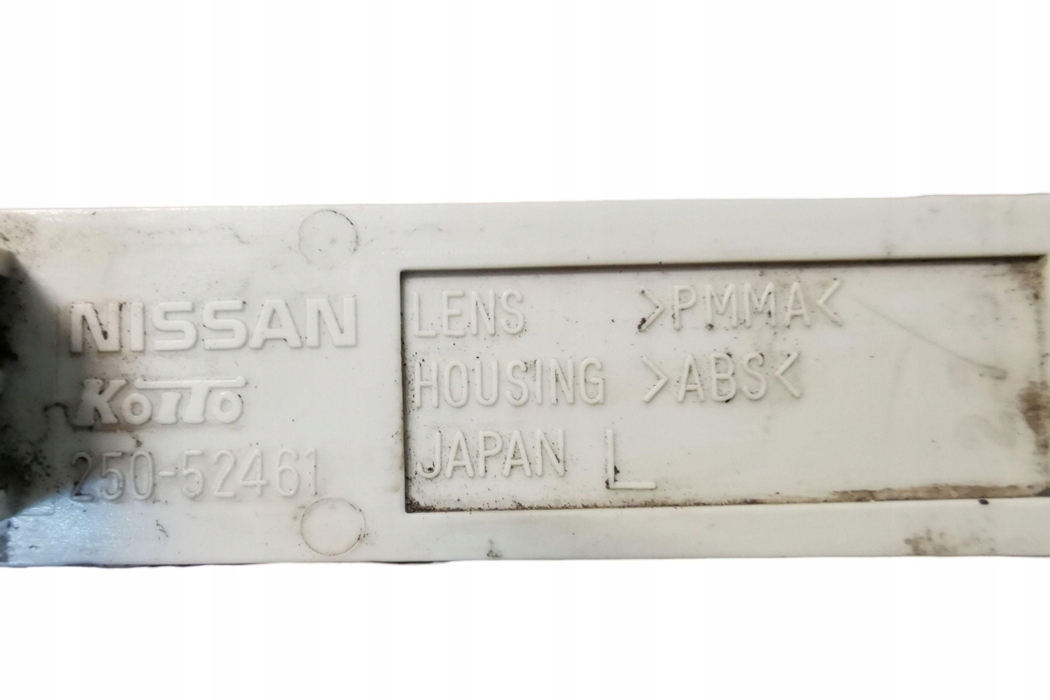 NISSAN
KOITO
250-52461
LENS >PMMA<
HOUSING >ABS<
JAPAN L